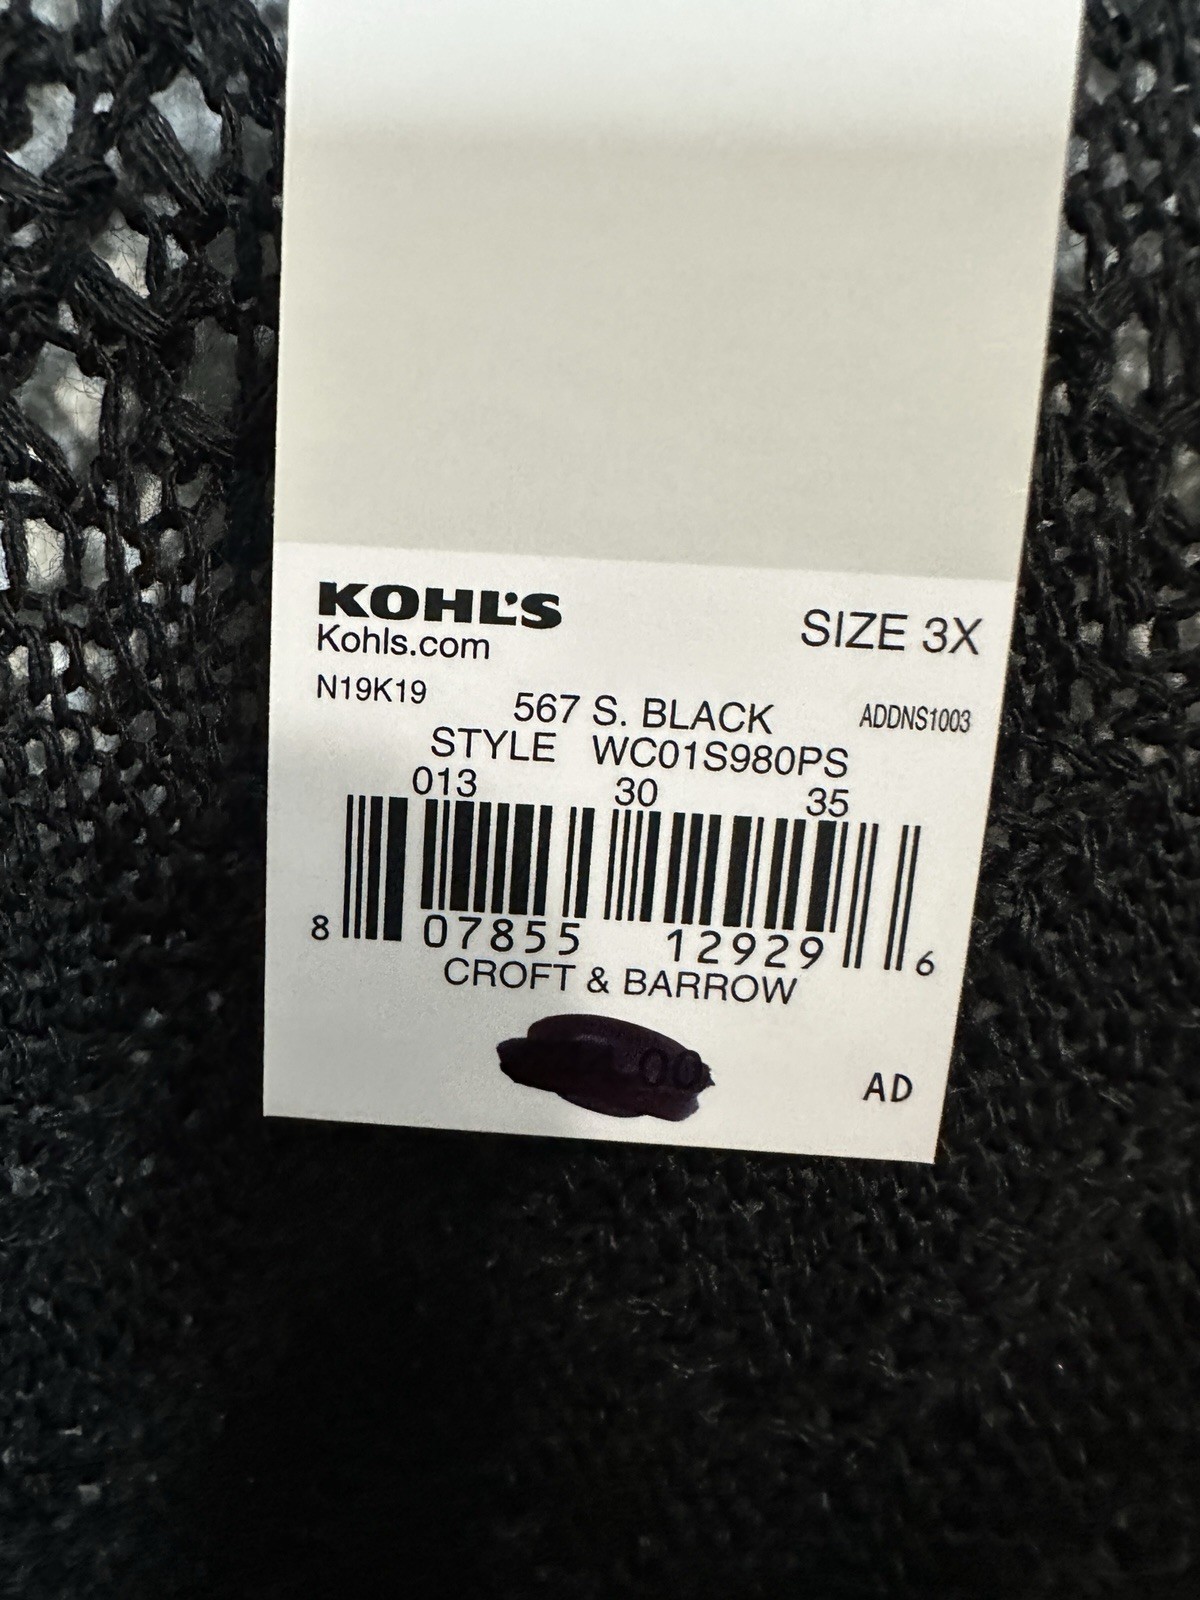 KOHL'S
SIZE 3X
Kohls.com
N19K19
567 S. BLACK
ADDNS1003
STYLE WC01S980PS
013 30 35
8 07855 12929 6
CROFT & BARROW
AD